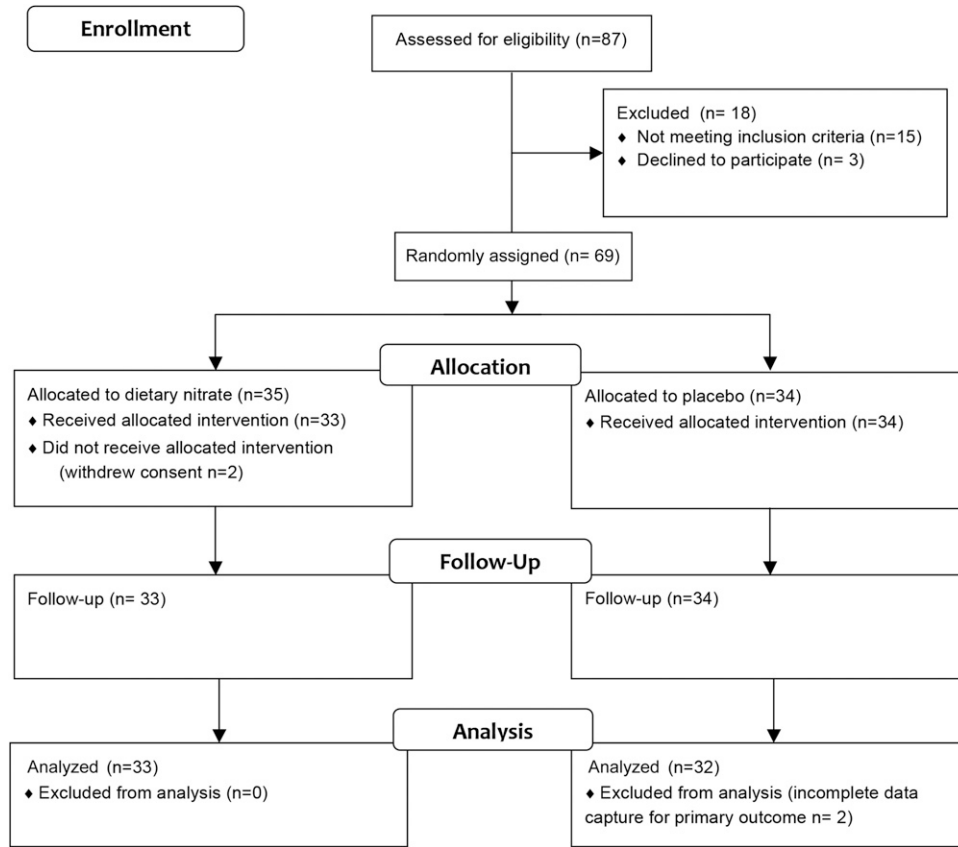 Enrollment
Assessed for eligibility (n=87)
Excluded (n= 18)
♦ Not meeting inclusion criteria (n=15)
♦ Declined to participate (n= 3)
Randomly assigned (n= 69)
Allocation
Allocated to dietary nitrate (n=35)
♦ Received allocated intervention (n=33)
♦ Did not receive allocated intervention
(withdrew consent n=2)
Allocated to placebo (n=34)
♦ Received allocated intervention (n=34)
Follow-Up
Follow-up (n= 33)
Follow-up (n=34)
Analysis
Analyzed (n=33)
♦ Excluded from analysis (n=0)
Analyzed (n=32)
♦ Excluded from analysis (incomplete data
capture for primary outcome n= 2)